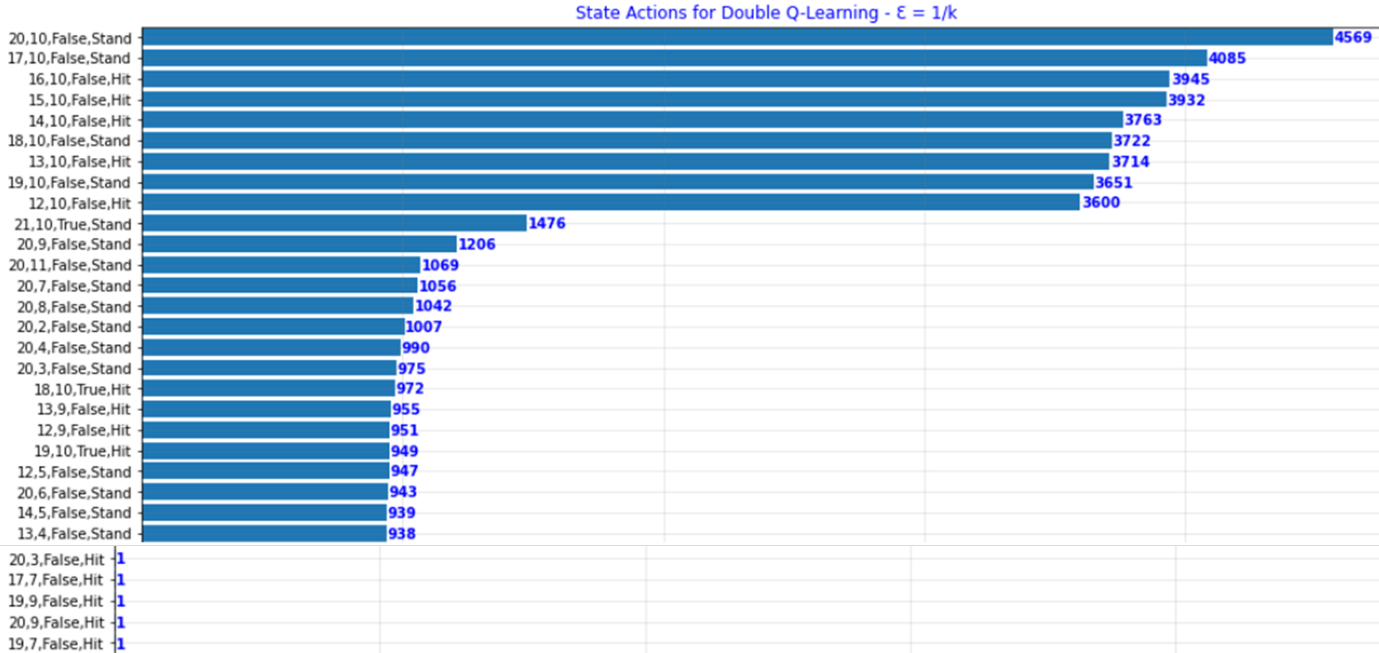 State Actions for Double Q-Learning - Ɛ = 1/k
20,10,False,Stand 4569
17,10,False,Stand 4085
16,10,False,Hit 3945
15,10,False,Hit 3932
14,10,False,Hit 3763
18,10,False,Stand 3722
13,10,False,Hit 3714
19,10,False,Stand 3651
12,10,False,Hit 3600
21,10,True,Stand 1476
20,9,False,Stand 1206
20,11,False,Stand 1069
20,7,False,Stand 1056
20,8,False,Stand 1042
20,2,False,Stand 1007
20,4,False,Stand 990
20,3,False,Stand 975
18,10,True,Hit 972
13,9,False,Hit 955
12,9,False,Hit 951
19,10,True,Hit 949
12,5,False,Stand 947
20,6,False,Stand 943
14,5,False,Stand 939
13,4,False,Stand 938
20,3,False,Hit 1
17,7,False,Hit 1
19,9,False,Hit 1
20,9,False,Hit 1
19,7,False,Hit 1